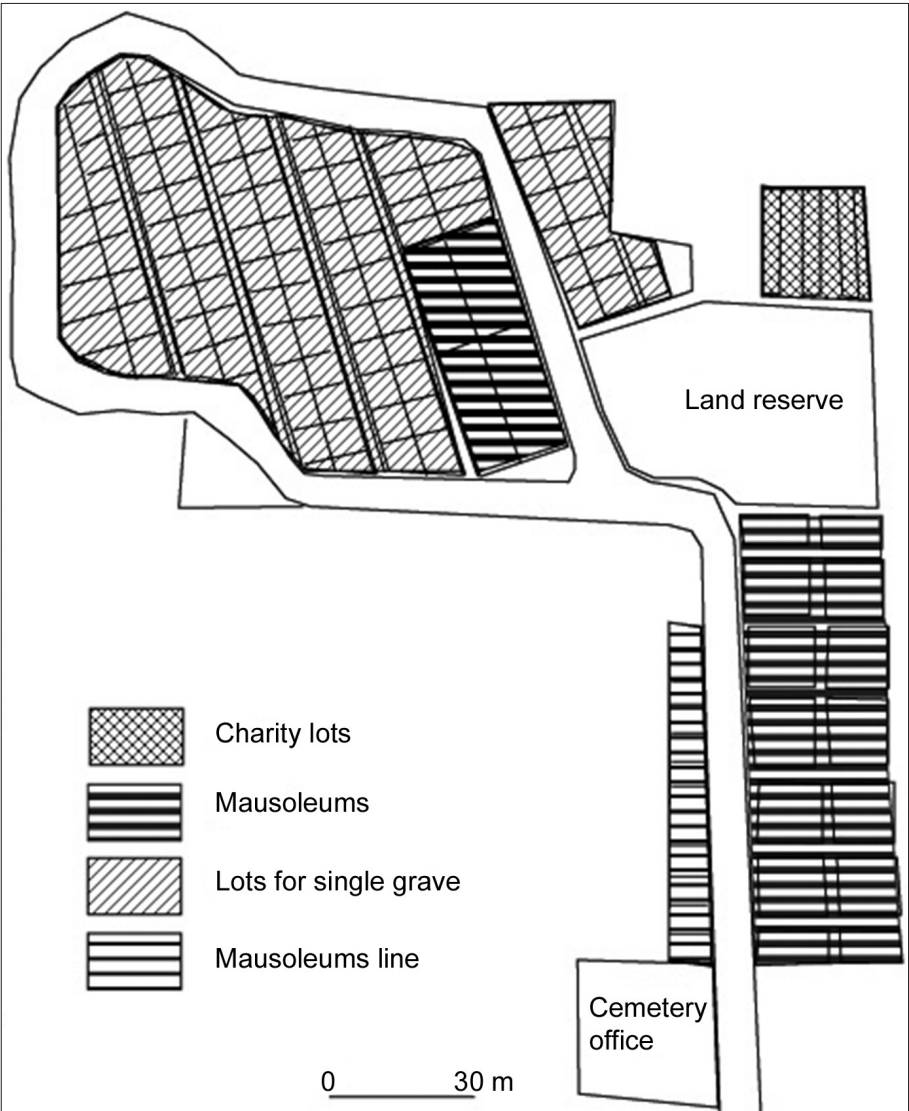 Land reserve
Charity lots
Mausoleums
Lots for single grave
Mausoleums line
Cemetery
office
0 30 m